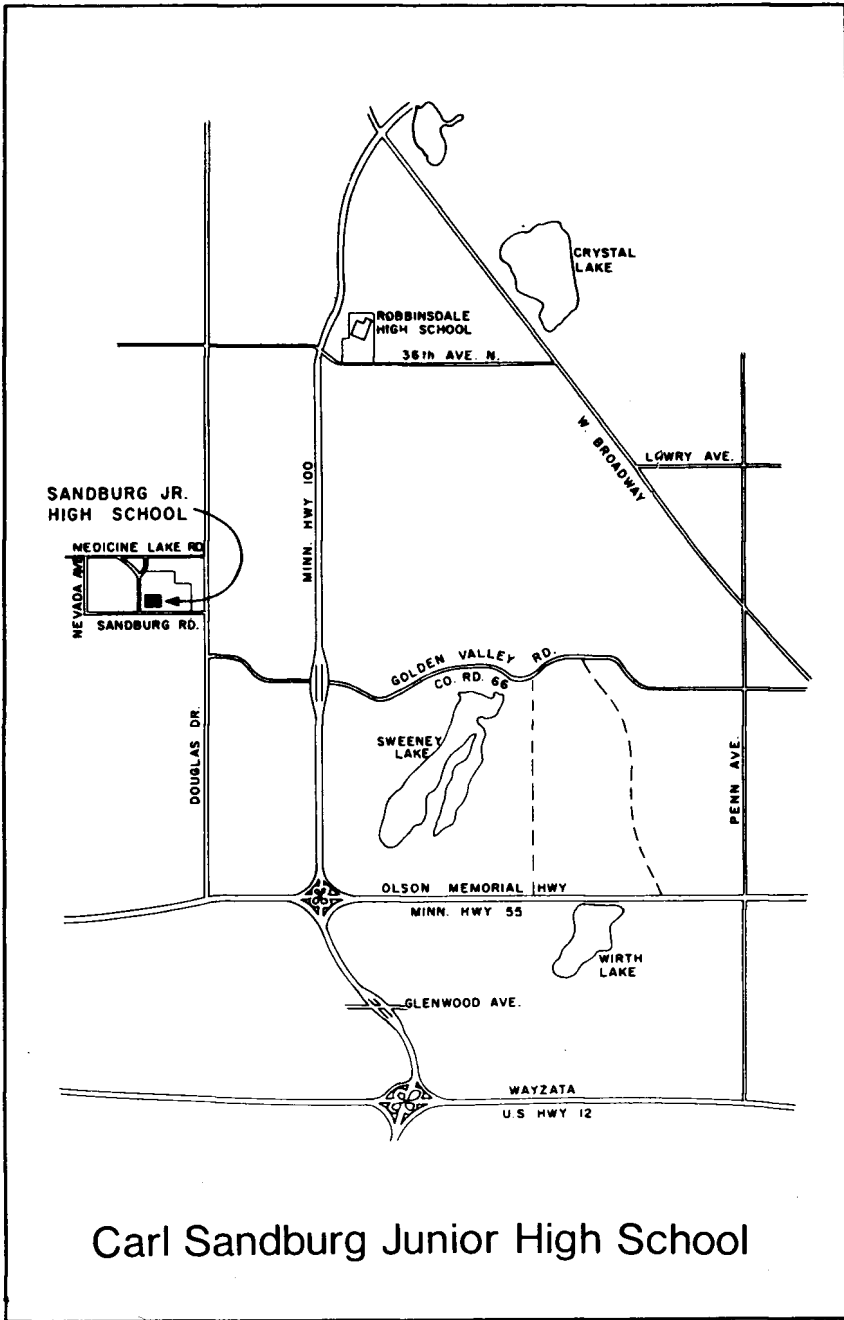 CRYSTAL
LAKE
ROBBINSDALE
HIGH SCHOOL
36th AVE. N.
W. BROADWAY
LOWRY AVE.
MINN. HWY 100
SANDBURG JR.
HIGH SCHOOL
MEDICINE LAKE RD
NEVADA AVE
SANDBURG RD.
GOLDEN VALLEY RD.
CO. RD. 66
SWEENEY
LAKE
DOUGLAS DR.
PENN AVE.
OLSON MEMORIAL HWY
MINN. HWY 55
WIRTH
LAKE
GLENWOOD AVE.
WAYZATA
U.S HWY 12
Carl Sandburg Junior High School